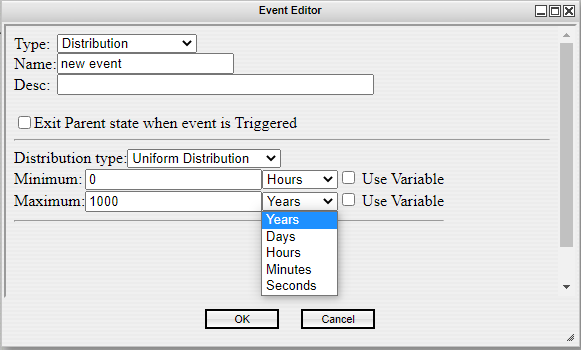 Event Editor
Type: Distribution
Name: new event
Desc:
Exit Parent state when event is Triggered
Distribution type: Uniform Distribution
Minimum: 0 Hours Use Variable
Maximum: 1000 Years Use Variable
Years
Days
Hours
Minutes
Seconds
OK Cancel